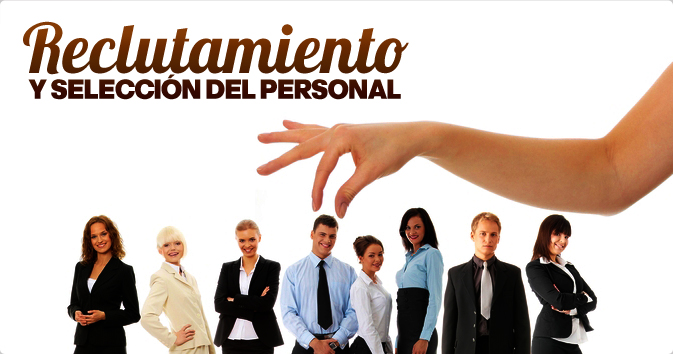 Reclutamiento
Y SELECCIÓN DEL PERSONAL